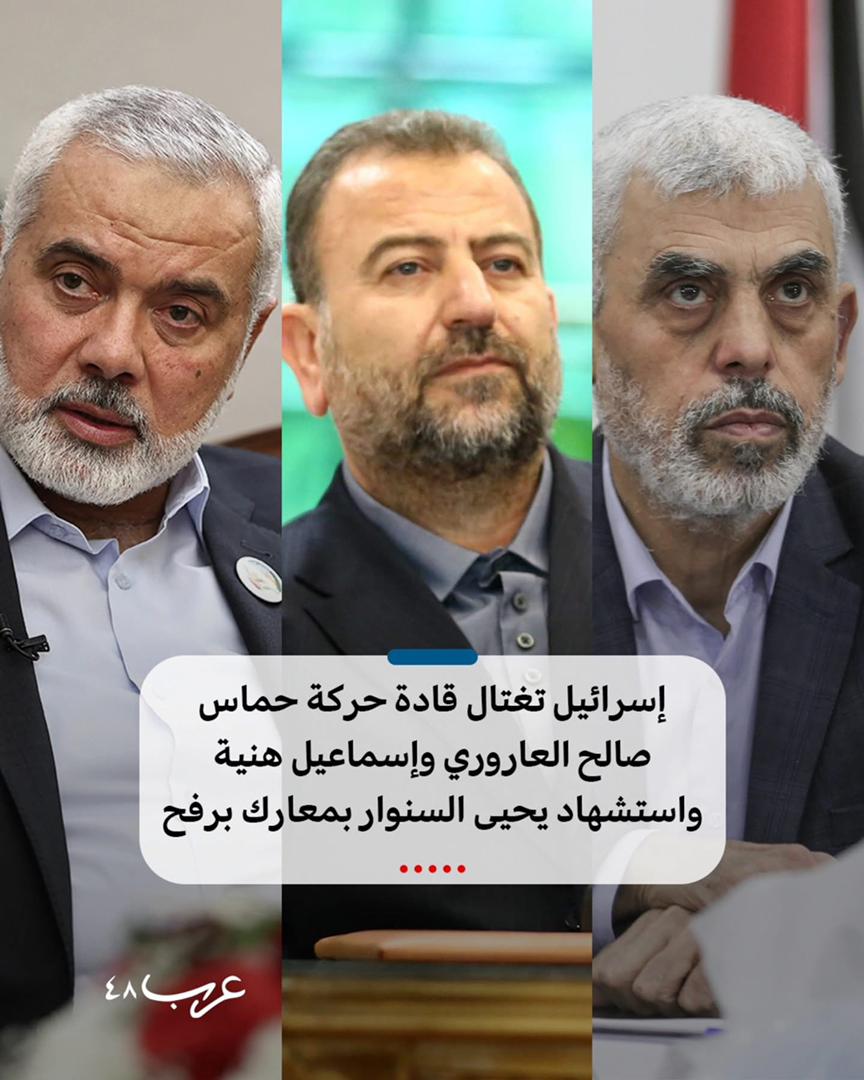 إسرائيل تغتال قادة حركة حماس
صالح العاروري وإسماعيل هنية
واستشهاد يحيى السنوار بمعارك برفح
عرب ٤٨